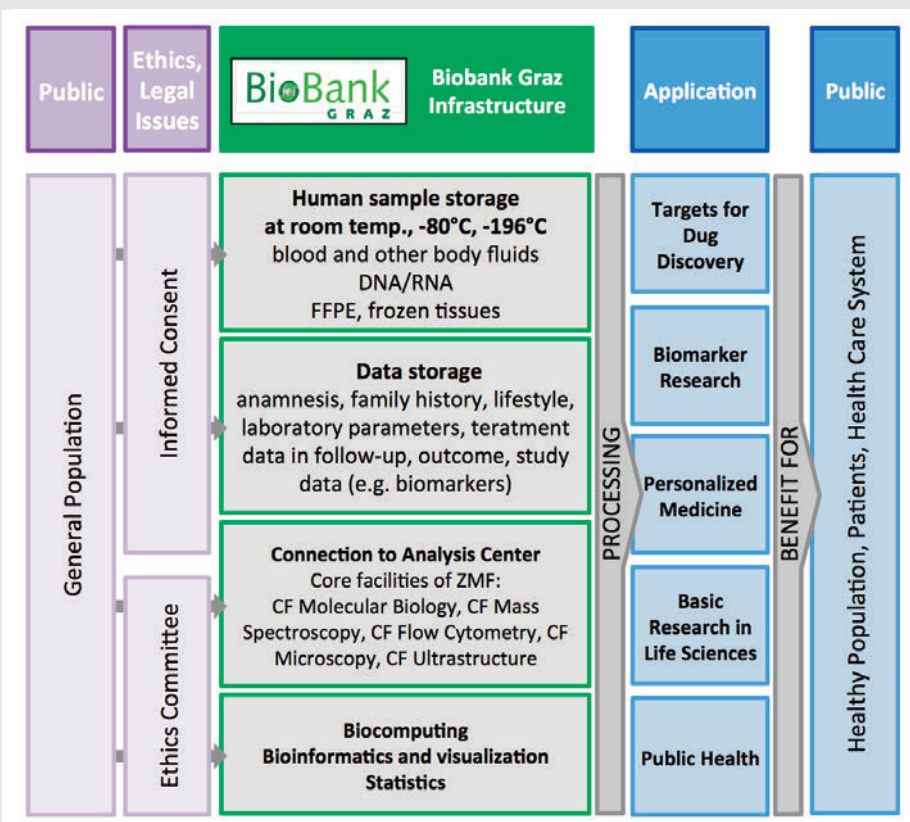 Public
Ethics,
Legal
Issues
BioBank
GRAZ
Biobank Graz
Infrastructure
Application
Public
General Population
Informed Consent
Ethics Committee
Human sample storage
at room temp., -80°C, -196°C
blood and other body fluids
DNA/RNA
FFPE, frozen tissues
Data storage
anamnesis, family history, lifestyle,
laboratory parameters, teratment
data in follow-up, outcome, study
data (e.g. biomarkers)
Connection to Analysis Center
Core facilities of ZMF:
CF Molecular Biology, CF Mass
Spectroscopy, CF Flow Cytometry, CF
Microscopy, CF Ultrastructure
Biocomputing
Bioinformatics and visualization
Statistics
PROCESSING
Targets for
Dug
Discovery
Biomarker
Research
Personalized
Medicine
Basic
Research in
Life Sciences
Public Health
BENEFIT FOR
Healthy Population, Patients, Health Care System